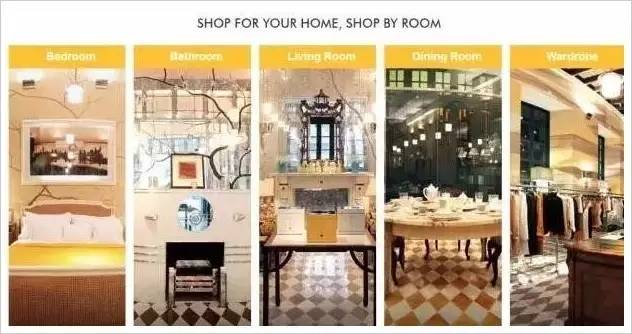 SHOP FOR YOUR HOME, SHOP BY ROOM
Bedroom
Bathroom
Living Room
Dining Room
Wardrobe